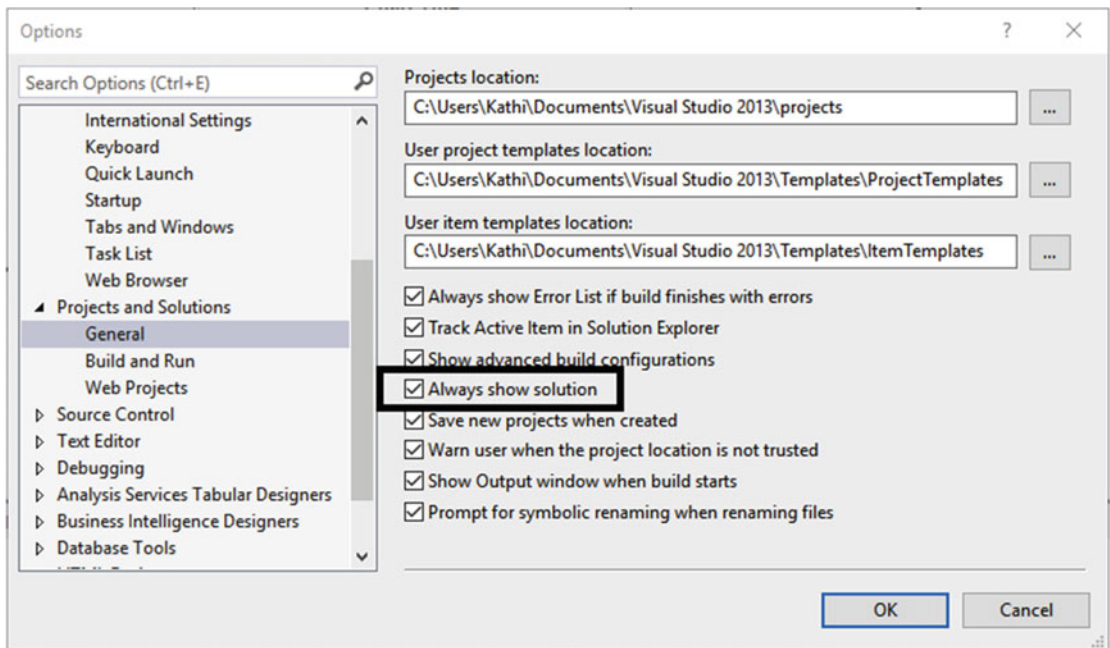 Options
?
Search Options (Ctrl+E)
International Settings
Keyboard
Quick Launch
Startup
Tabs and Windows
Task List
Web Browser
Projects and Solutions
General
Build and Run
Web Projects
Source Control
Text Editor
Debugging
Analysis Services Tabular Designers
Business Intelligence Designers
Database Tools
Projects location:
C:\Users\Kathi\Documents\Visual Studio 2013\projects
...
User project templates location:
C:\Users\Kathi\Documents\Visual Studio 2013\Templates\ProjectTemplates
...
User item templates location:
C:\Users\Kathi\Documents\Visual Studio 2013\Templates\ItemTemplates
...
Always show Error List if build finishes with errors
Track Active Item in Solution Explorer
Show advanced build configurations
Always show solution
Save new projects when created
Warn user when the project location is not trusted
Show Output window when build starts
Prompt for symbolic renaming when renaming files
OK
Cancel